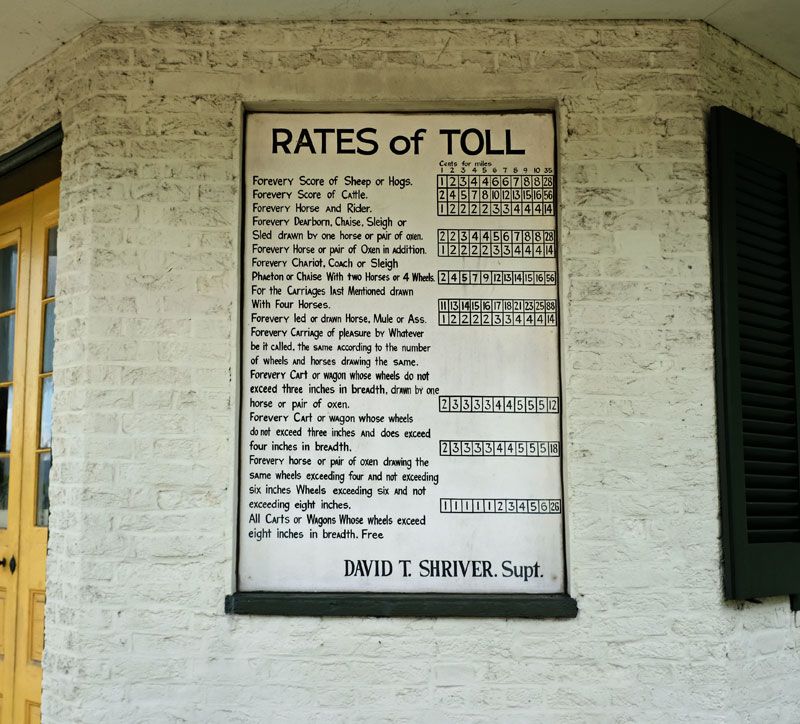 RATES of TOLL
Cents for miles
1 2 3 4 5 6 7 8 9 10 35
Forevery Score of Sheep or Hogs. 1 2 3 4 4 6 6 7 8 8 28
Forevery Score of Cattle. 2 4 5 7 8 10 12 13 15 16 56
Forevery Horse and Rider. 1 2 2 2 2 3 3 4 4 4 14
Forevery Dearborn, Chaise, Sleigh or
Sled drawn by one horse or pair of oxen. 2 2 3 4 5 6 7 8 8 28
Forevery Horse or pair of Oxen in Addition. 1 2 2 2 2 3 3 4 4 4 14
Forevery Chariot, Coach or Sleigh
Phaeton or Chaise With two Horses or 4 Wheels. 2 4 5 7 9 12 13 14 15 16 56
For the Carriages last Mentioned drawn
With Four Horses. 11 13 14 15 16 17 18 21 23 25 88
Forevery led or drawn Horse, Mule or Ass. 1 2 2 2 2 3 3 4 4 4 14
Forevery Carriage of pleasure by Whatever
be it called, the same according to the number
of wheels and horses drawing the same.
Forevery Cart or wagon whose wheels do not
exceed three inches in breadth, drawn by one
horse or pair of oxen. 2 3 3 3 3 4 4 5 5 5 12
Forevery Cart or wagon whose wheels
do not exceed three inches and does exceed
four inches in breadth. 2 3 3 3 3 4 4 5 5 5 18
Forevery horse or pair of oxen drawing the
same wheels exceeding four and not exceeding
six inches Wheels exceeding six and not
exceeding eight inches. 1 1 1 1 1 2 3 4 5 6 26
All Carts or Wagons Whose wheels exceed
eight inches in breadth. Free
DAVID T. SHRIVER. Supt.